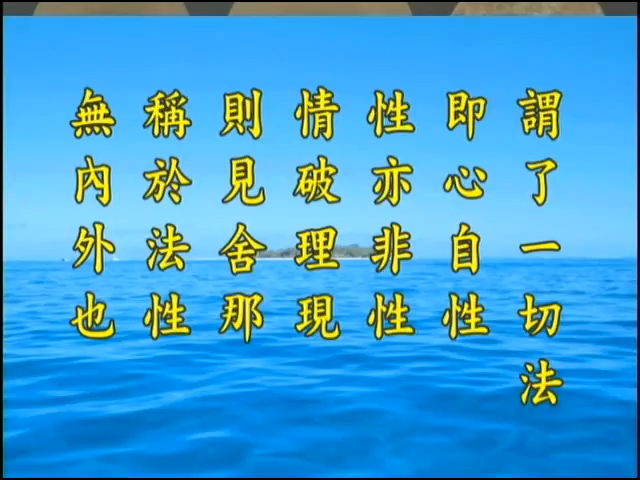 謂了一切法
即心自性
性亦非性
情破理現
則見舍那
稱於法性
無內外也